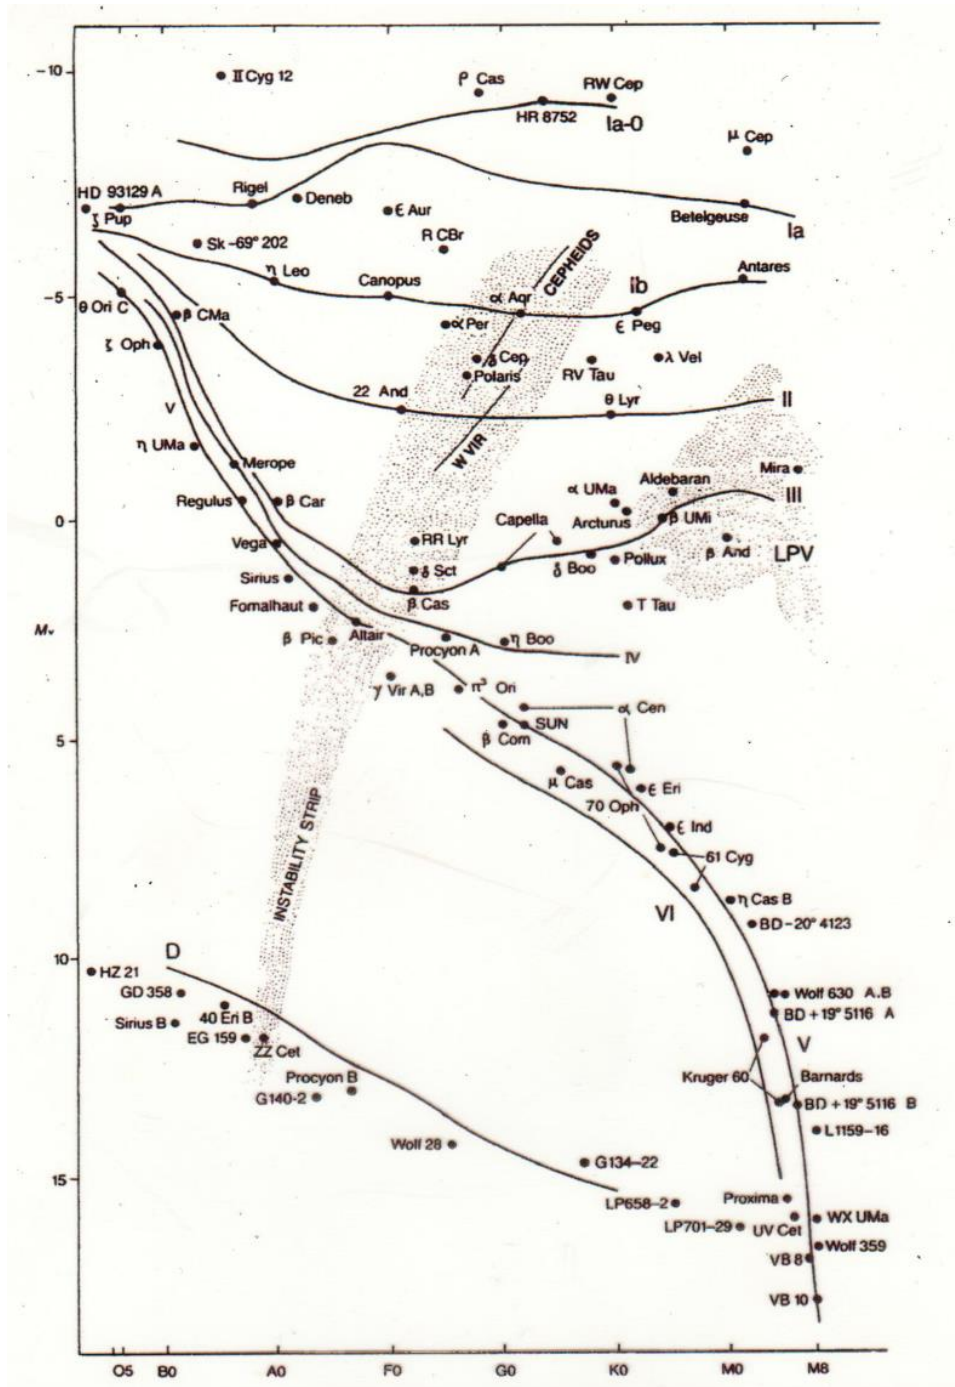 -10
II Cyg 12
ρ Cas
RW Cep
HR 8752
Ia-0
μ Cep
HD 93129 A
Rigel
Deneb
ζ Pup
ϵ Aur
Betelgeuse
Ia
Sk -69° 202
R CBr
CEPHEIDS
η Leo
Canopus
Ib
Antares
-5
α Aqr
θ Ori C
β CMa
α Per
ϵ Peg
ζ Oph
δ Cep
Polaris
RV Tau
λ Vel
22 And
θ Lyr
II
V
W VIR
η UMa
Merope
Mira
Aldebaran
α UMa
III
Regulus
β Car
Capella
Arcturus
β UMi
0
Vega
RR Lyr
β And
LPV
δ Sct
δ Boo
Pollux
Sirius
β Cas
Fomalhaut
T Tau
Mv
β Pic
Altair
Procyon A
η Boo
IV
γ Vir A,B
π³ Ori
α Cen
SUN
5
β Com
μ Cas
ϵ Eri
70 Oph
INSTABILITY STRIP
ϵ Ind
61 Cyg
η Cas B
VI
BD-20° 4123
D
10
HZ 21
GD 358
Wolf 630 A.B
40 Eri B
Sirius B
BD+19° 5116 A
EG 159
ZZ Cet
V
Procyon B
Kruger 60
Barnards
G140-2
BD+19° 5116 B
L1159-16
Wolf 28
G134-22
15
LP658-2
Proxima
LP701-29
UV Cet
WX UMa
Wolf 359
VB 8
VB 10
O5 B0 A0 F0 G0 K0 M0 M8